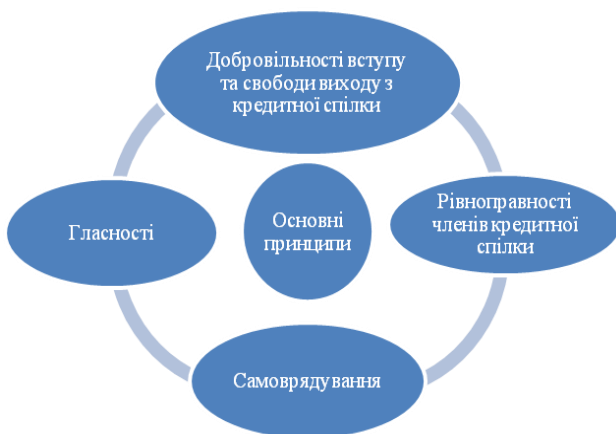 Добровільності вступу
та свободи виходу з
кредитної спілки
Гласності
Основні
принципи
Рівноправності
членів кредитної
спілки
Самоврядування